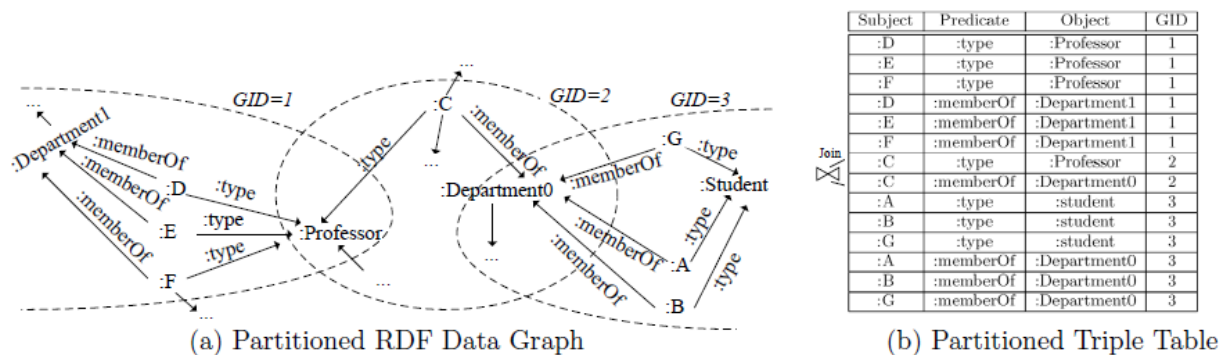 ...
GID=1
GID=2
GID=3
...
:C
:Department1
:memberOf
:type
:memberOf
:G
:type
...
:memberOf
:D
:type
:memberOf
:Department0
:Student
:memberOf
:E
:type
:Professor
:memberOf
:type
:type
...
:memberOf
:A
:F
...
:memberOf
:type
:B
...
(a) Partitioned RDF Data Graph
Join
Subject Predicate Object GID
:D :type :Professor 1
:E :type :Professor 1
:F :type :Professor 1
:D :memberOf :Department1 1
:E :memberOf :Department1 1
:F :memberOf :Department1 1
:C :type :Professor 2
:C :memberOf :Department0 2
:A :type :student 3
:B :type :student 3
:G :type :student 3
:A :memberOf :Department0 3
:B :memberOf :Department0 3
:G :memberOf :Department0 3
(b) Partitioned Triple Table